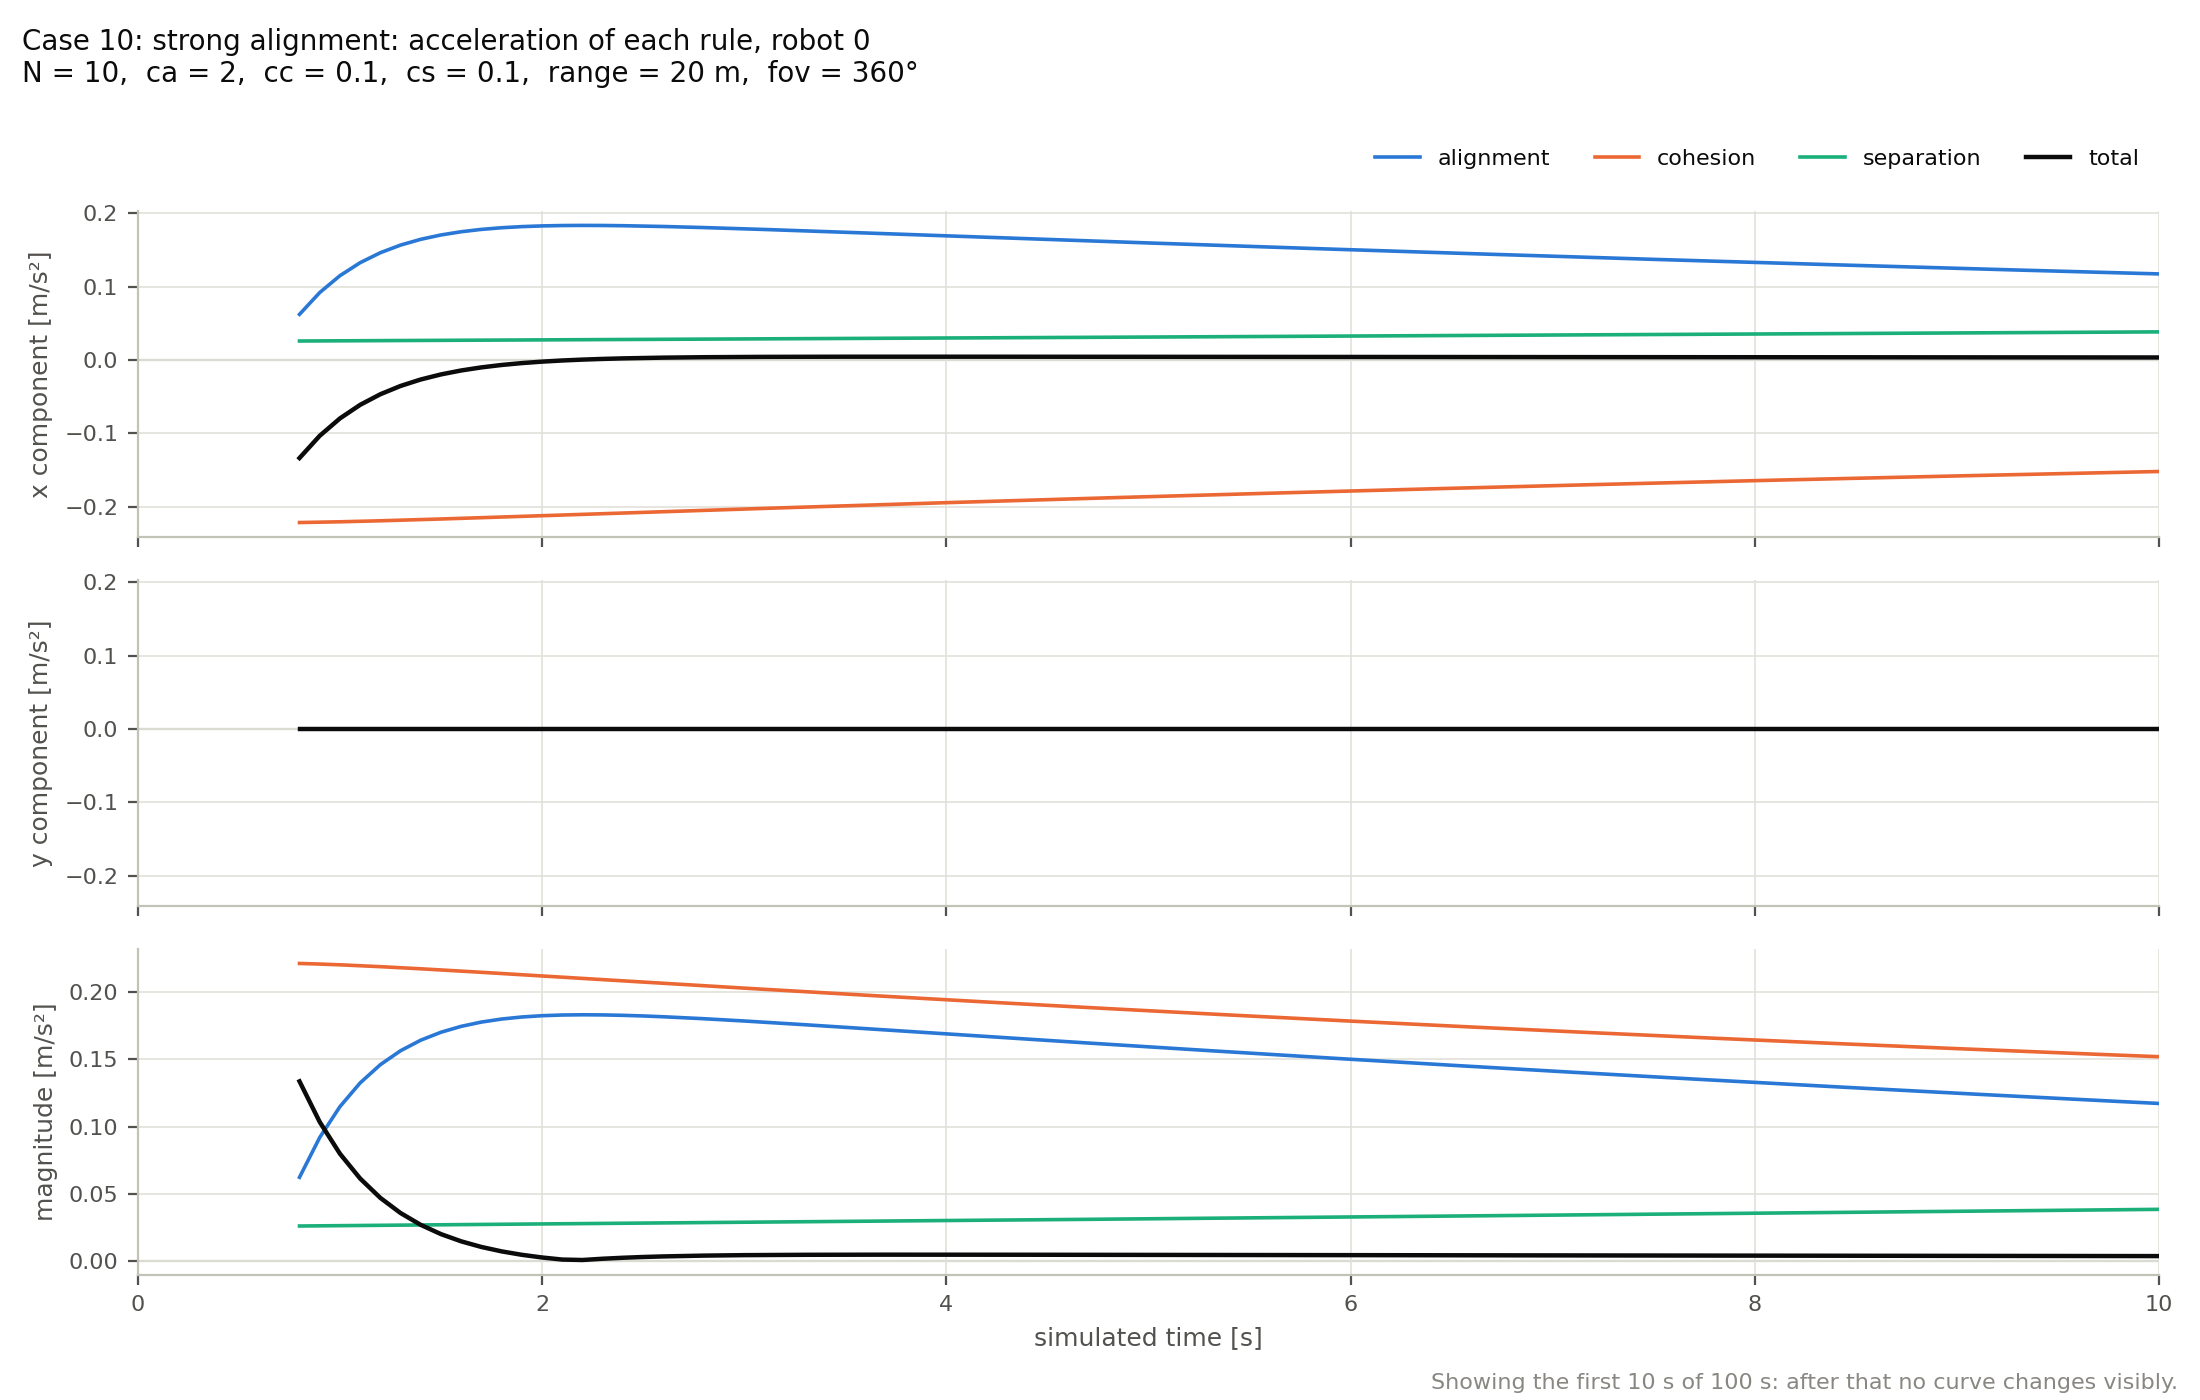 Case 10: strong alignment: acceleration of each rule, robot 0
N = 10,  ca = 2,  cc = 0.1,  cs = 0.1,  range = 20 m,  fov = 360°
alignment cohesion separation total
x component [m/s²]
0.2
0.1
0.0
−0.1
−0.2
y component [m/s²]
0.2
0.1
0.0
−0.1
−0.2
magnitude [m/s²]
0.20
0.15
0.10
0.05
0.00
0 2 4 6 8 10
simulated time [s]
Showing the first 10 s of 100 s: after that no curve changes visibly.